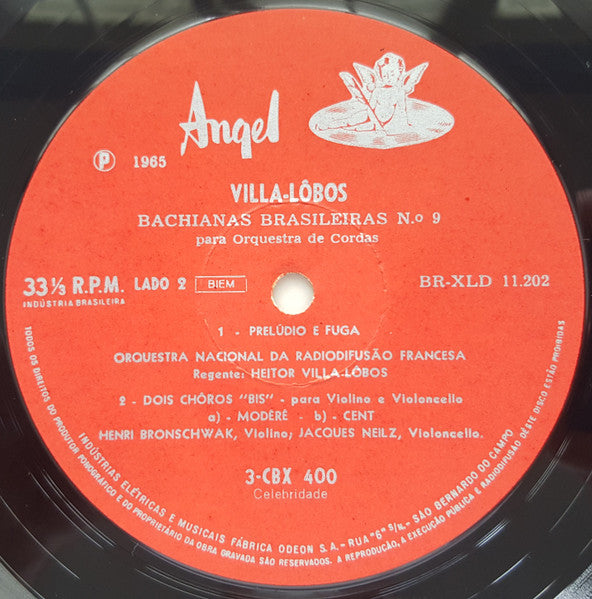 Angel
℗ 1965
VILLA-LÔBOS
BACHIANAS BRASILEIRAS N.o 9
para Orquestra de Cordas
33⅓ R.P.M. LADO 2 BIEM BR-XLD 11.202
INDÚSTRIA BRASILEIRA
1 - PRELÚDIO E FUGA
ORQUESTRA NACIONAL DA RADIODIFUSÃO FRANCESA
Regente: HEITOR VILLA-LÔBOS
2 - DOIS CHÔROS "BIS" - para Violino e Violoncello
a) - MODÉRÉ - b) - CENT
HENRI BRONSCHWAK, Violino; JACQUES NEILZ, Violoncello.
3-CBX 400
Celebridade
TODOS OS DIREITOS DO PRODUTOR FONOGRÁFICO E DO PROPRIETÁRIO DA OBRA GRAVADA SÃO RESERVADOS. A REPRODUÇÃO, A EXECUÇÃO PÚBLICA E RADIODIFUSÃO DÊSTE DISCO ESTÃO PROIBIDAS
INDÚSTRIAS ELÉTRICAS E MUSICAIS FÁBRICA ODEON S.A. - RUA "6" S/n. - SÃO BERNARDO DO CAMPO